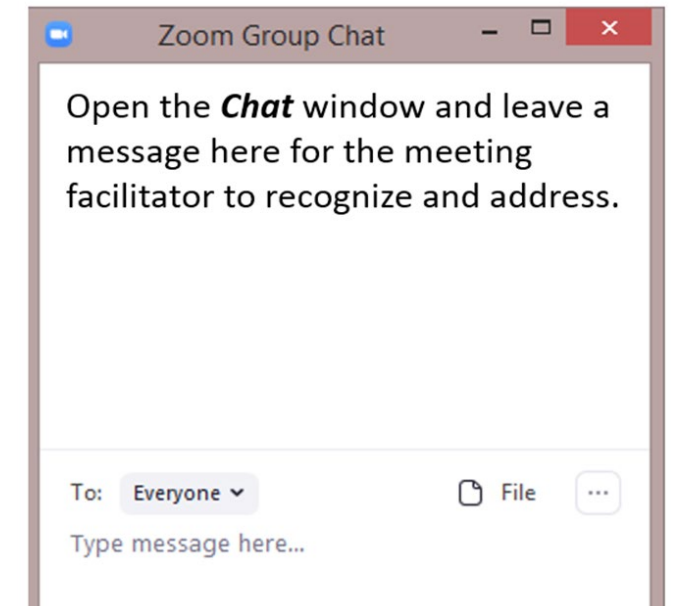 Zoom Group Chat
Open the Chat window and leave a
message here for the meeting
facilitator to recognize and address.
To: Everyone File ...
Type message here...